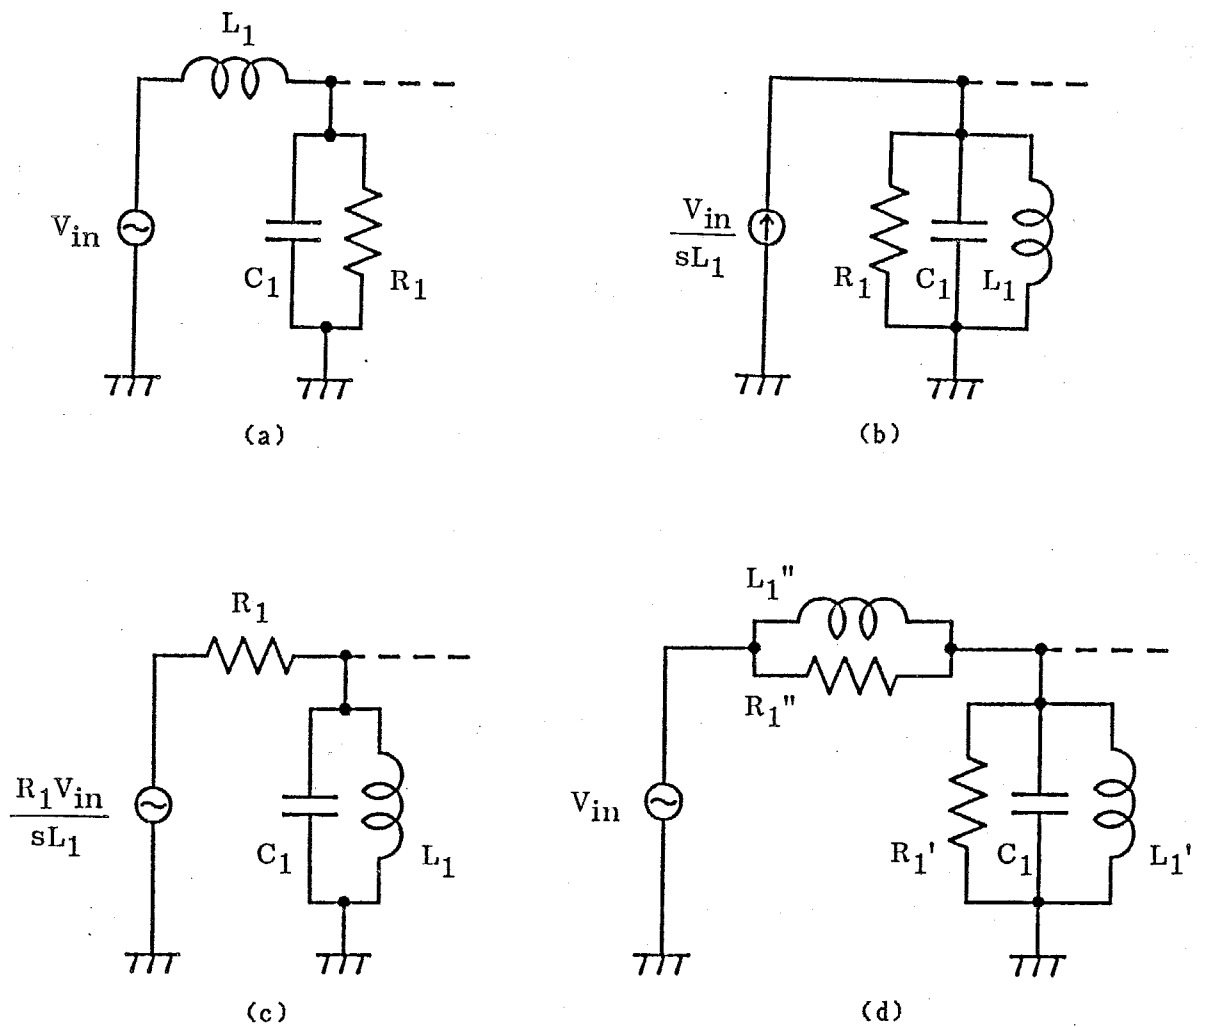 L1
Vin
C1
R1
(a)
Vin
sL1
R1
C1
L1
(b)
R1
R1Vin
sL1
C1
L1
(c)
L1"
R1"
Vin
R1'
C1
L1'
(d)